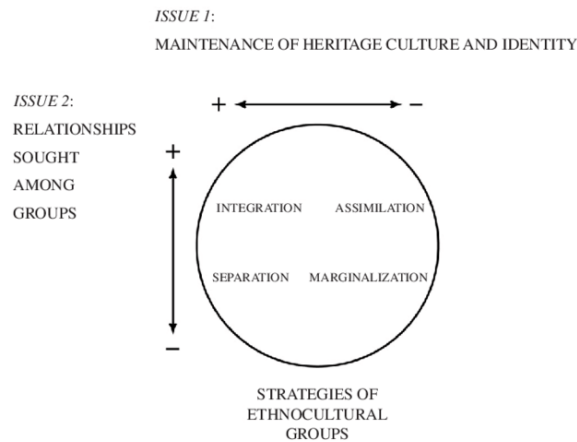 ISSUE 1:
MAINTENANCE OF HERITAGE CULTURE AND IDENTITY
ISSUE 2:
RELATIONSHIPS
SOUGHT
AMONG
GROUPS
+ −
+
INTEGRATION ASSIMILATION
SEPARATION MARGINALIZATION
−
STRATEGIES OF
ETHNOCULTURAL
GROUPS